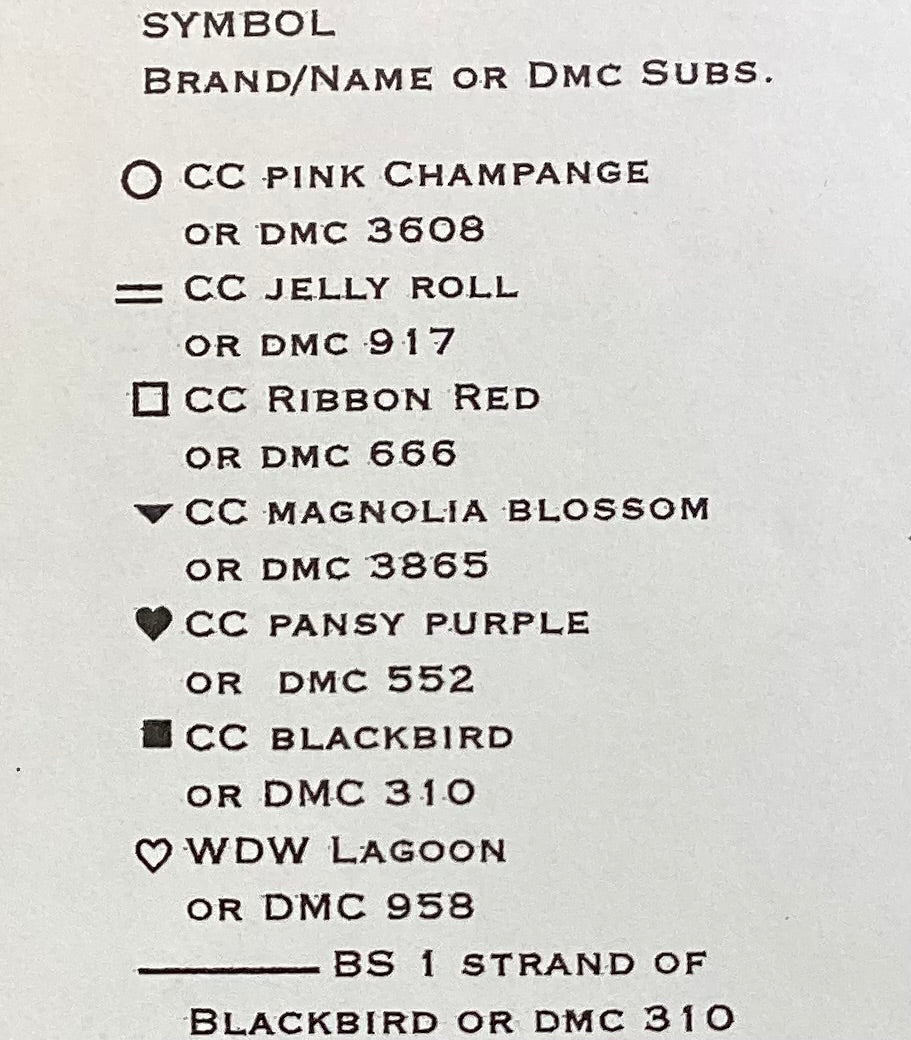 SYMBOL
BRAND/NAME OR DMC SUBS.
CC PINK CHAMPANGE
OR DMC 3608
CC JELLY ROLL
OR DMC 917
CC RIBBON RED
OR DMC 666
CC MAGNOLIA BLOSSOM
OR DMC 3865
CC PANSY PURPLE
OR DMC 552
CC BLACKBIRD
OR DMC 310
WDW LAGOON
OR DMC 958
BS 1 STRAND OF
BLACKBIRD OR DMC 310